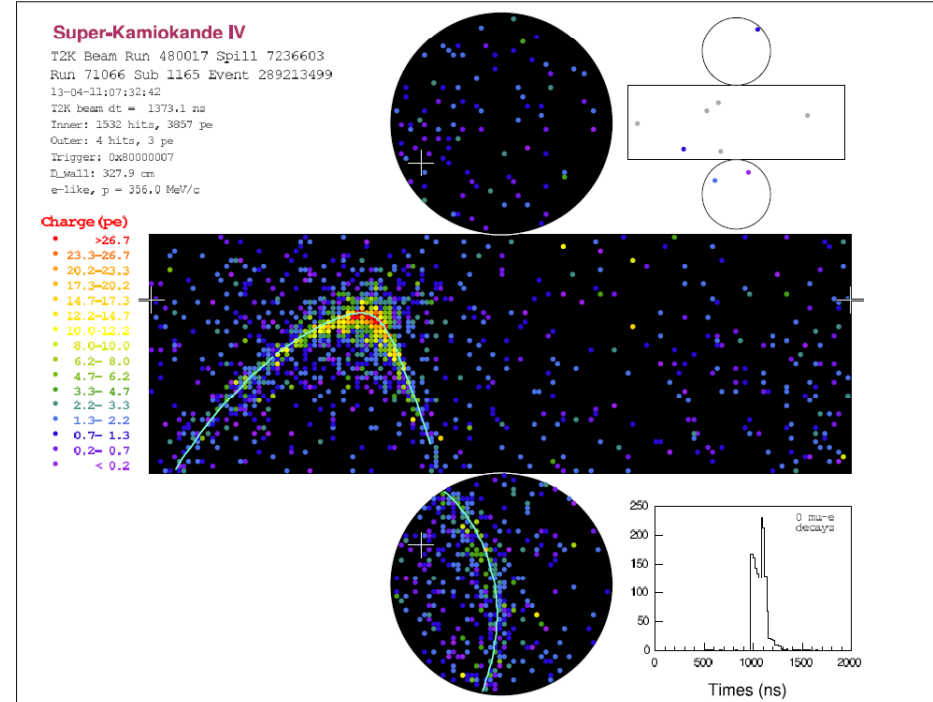 Super-Kamiokande IV
T2K Beam Run 480017 Spill 7236603
Run 71066 Sub 1165 Event 289213499
13-04-11:07:32:42
T2K beam dt = 1373.1 ns
Inner: 1532 hits, 3857 pe
Outer: 4 hits, 3 pe
Trigger: 0x80000007
D_wall: 327.9 cm
e-like, p = 356.0 MeV/c
Charge(pe)
>26.7
23.3-26.7
20.2-23.3
17.3-20.2
14.7-17.3
12.2-14.7
10.0-12.2
8.0-10.0
6.2- 8.0
4.7- 6.2
3.3- 4.7
2.2- 3.3
1.3- 2.2
0.7- 1.3
0.2- 0.7
< 0.2
0 mu-e
decays
250
200
150
100
50
0
0 500 1000 1500 2000
Times (ns)